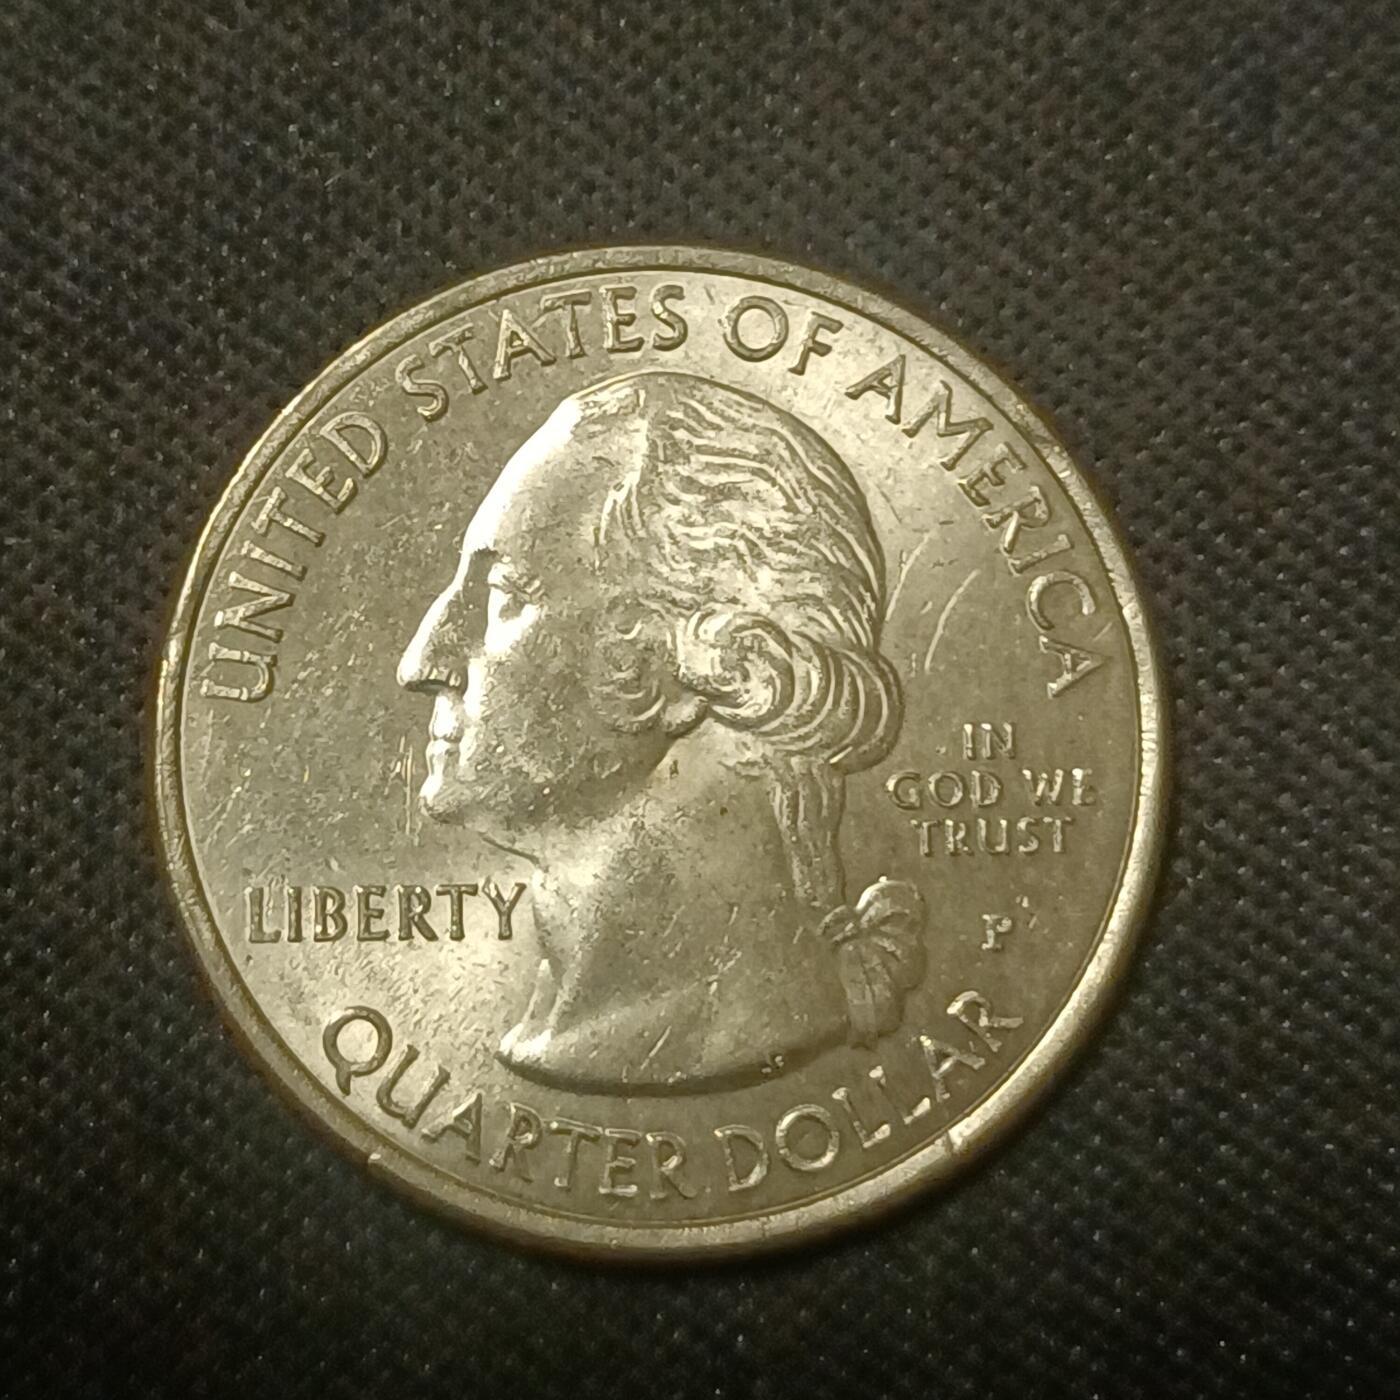 UNITED STATES OF AMERICA
LIBERTY
IN
GOD WE
TRUST
P
QUARTER DOLLAR